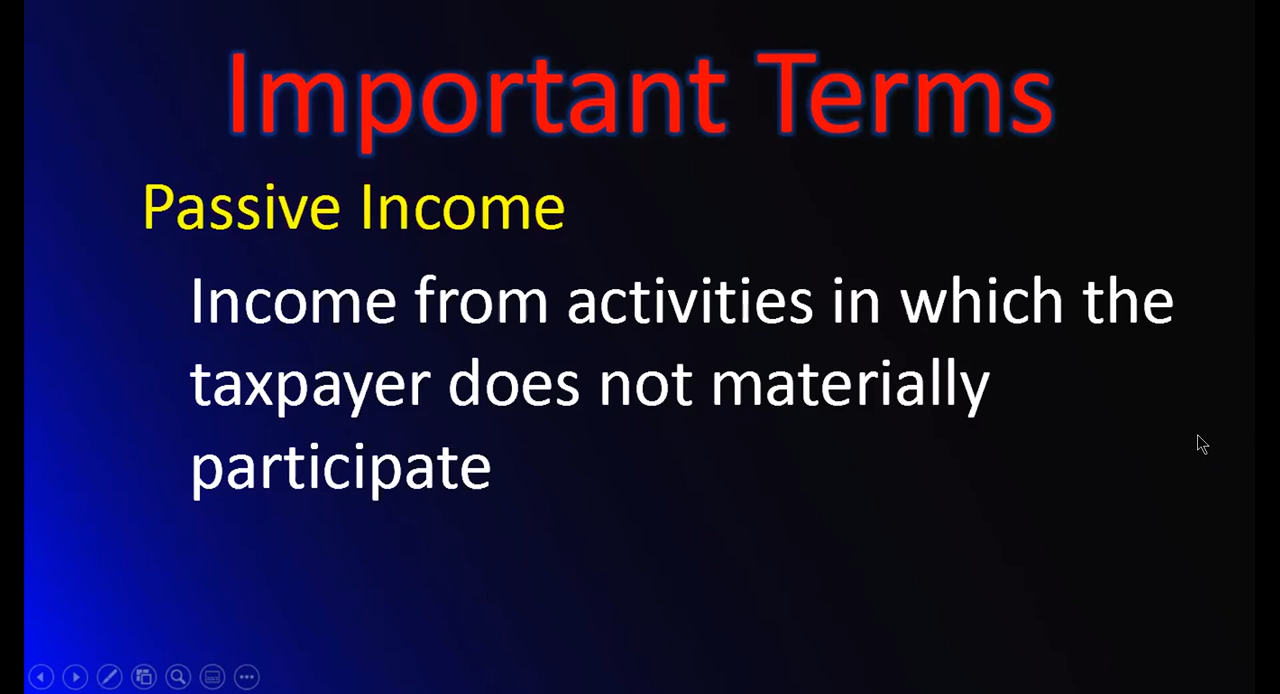 Important Terms
Passive Income
Income from activities in which the
taxpayer does not materially
participate